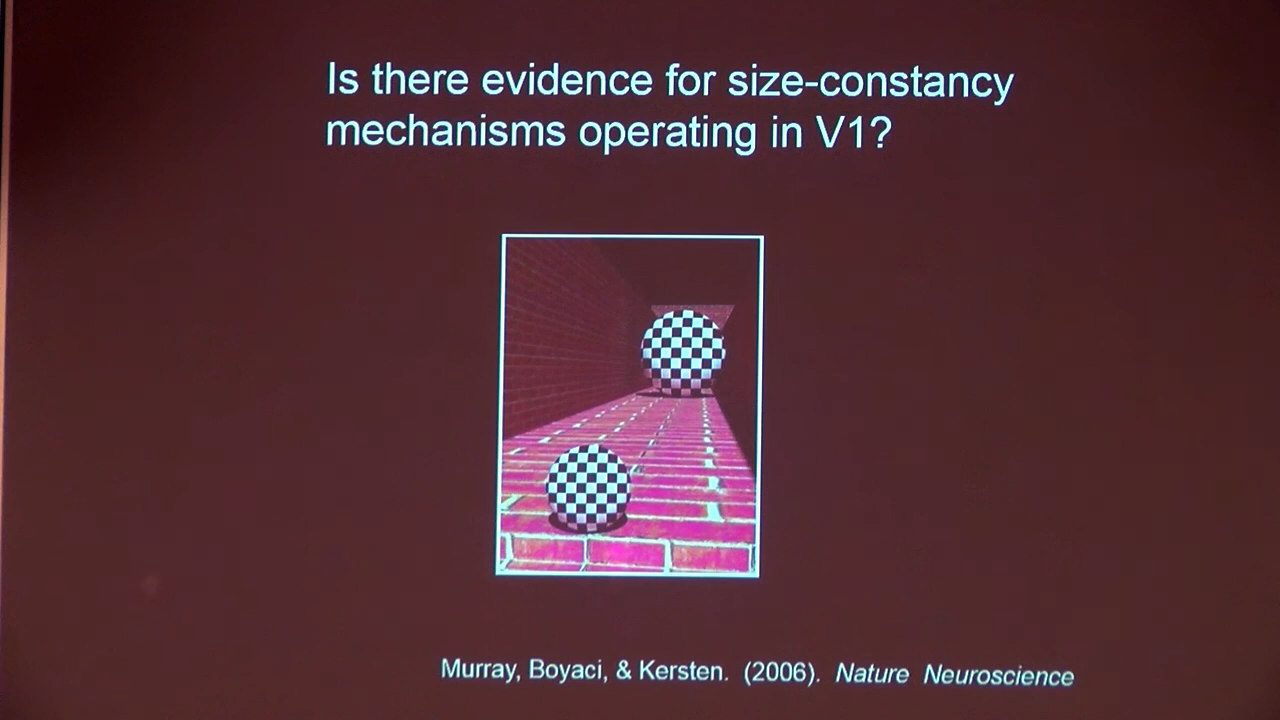 Is there evidence for size-constancy
mechanisms operating in V1?
Murray, Boyaci, & Kersten. (2006). Nature Neuroscience